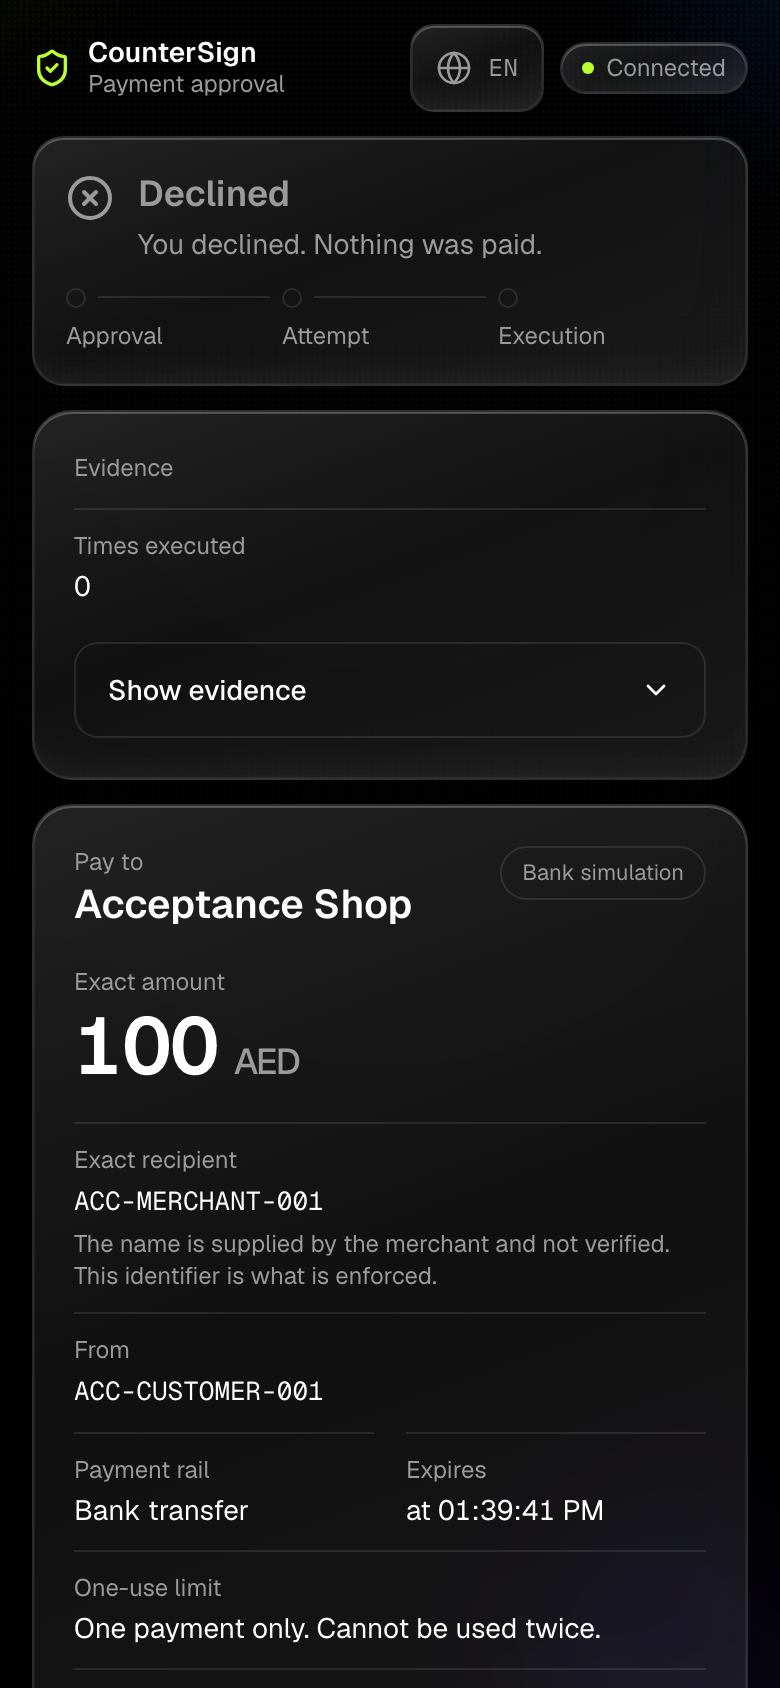 CounterSign
Payment approval
EN
Connected
Declined
You declined. Nothing was paid.
Approval
Attempt
Execution
Evidence
Times executed
0
Show evidence
Pay to
Bank simulation
Acceptance Shop
Exact amount
100 AED
Exact recipient
ACC-MERCHANT-001
The name is supplied by the merchant and not verified.
This identifier is what is enforced.
From
ACC-CUSTOMER-001
Payment rail
Expires
Bank transfer
at 01:39:41 PM
One-use limit
One payment only. Cannot be used twice.